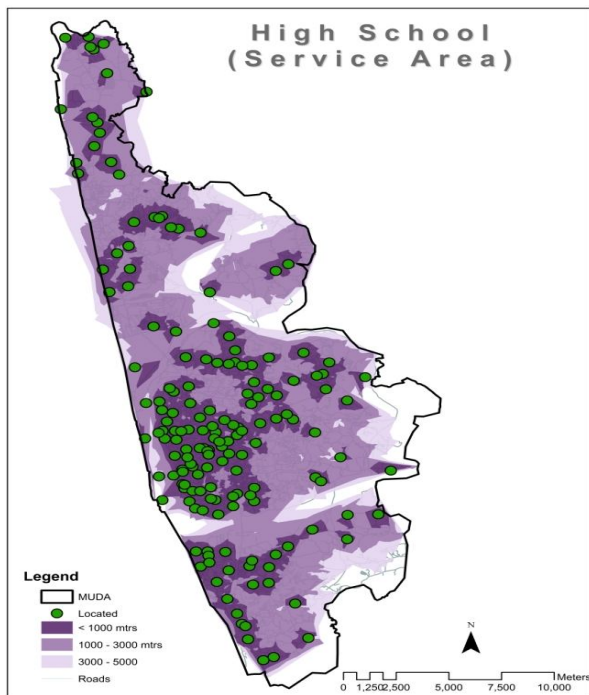 High School
(Service Area)
Legend
MUDA
Located
< 1000 mtrs
1000 - 3000 mtrs
3000 - 5000
Roads
N
Meters
0 1,250 2,500 5,000 7,500 10,000